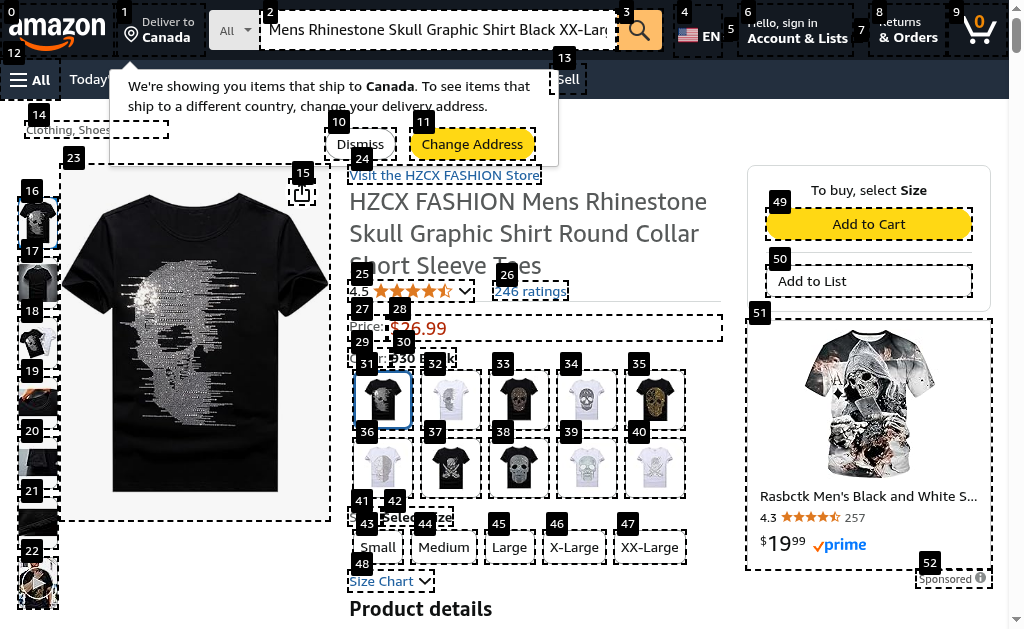 0
1
2
3
4
5
6
7
8
9
amazon
Deliver to
Canada
All
Mens Rhinestone Skull Graphic Shirt Black XX-Lar
EN
Hello, sign in
Account & Lists
Returns
& Orders
0
12
All
Today'
13
Sell
We're showing you items that ship to Canada. To see items that
ship to a different country, change your delivery address.
10
11
Dismiss
Change Address
14
Clothing, Shoes
23
15
16
17
18
19
20
21
22
24
Visit the HZCX FASHION Store
HZCX FASHION Mens Rhinestone
Skull Graphic Shirt Round Collar
Short Sleeve Tees
25
26
4.5
246 ratings
27
28
Price:
$26.99
29
30
31
32
33
34
35
36
37
38
39
40
41
42
43
44
45
46
47
Small
Medium
Large
X-Large
XX-Large
48
Size Chart
Product details
To buy, select Size
49
Add to Cart
50
Add to List
51
Rasbctk Men's Black and White S...
4.3
257
$19 99
prime
52
Sponsored